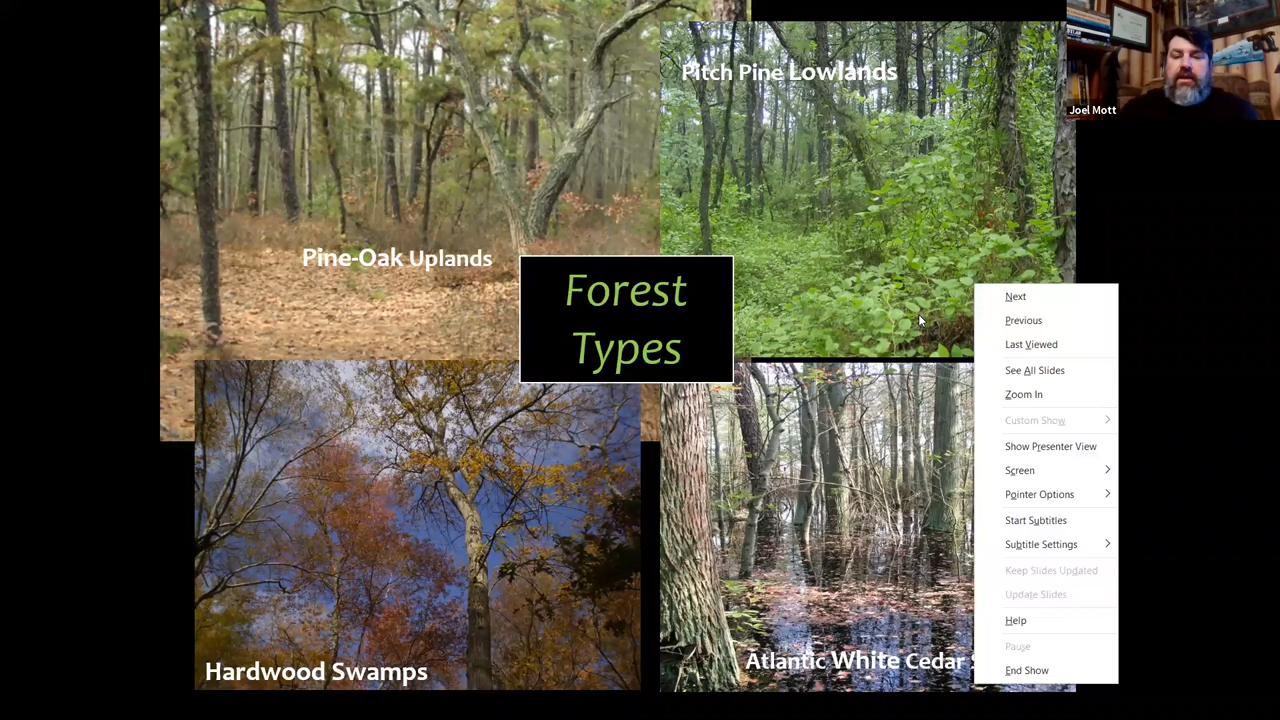 Pitch Pine Lowlands
Joel Mott
Pine-Oak Uplands
Forest
Types
Hardwood Swamps
Atlantic White Cedar S
Next
Previous
Last Viewed
See All Slides
Zoom In
Custom Show
Show Presenter View
Screen
Pointer Options
Start Subtitles
Subtitle Settings
Keep Slides Updated
Update Slides
Help
Pause
End Show